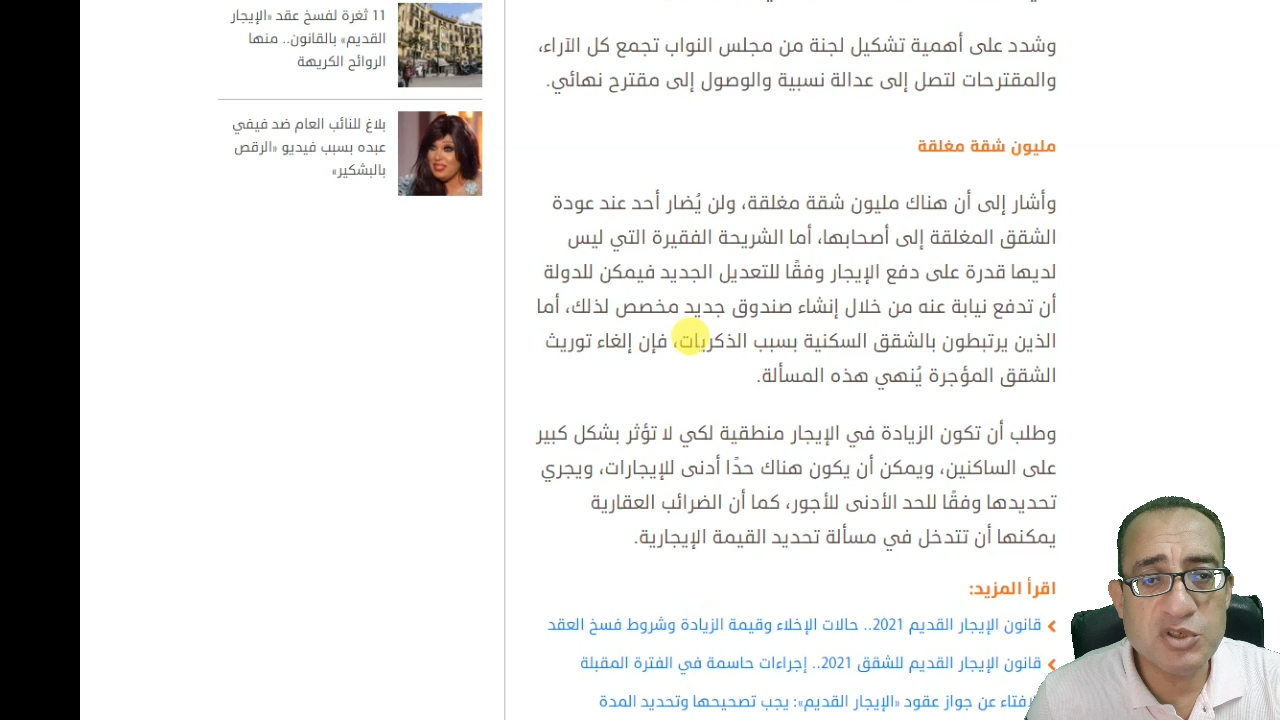 وشدد على أهمية تشكيل لجنة من مجلس النواب تجمع كل الآراء،
والمقترحات لتصل إلى عدالة نسبية والوصول إلى مقترح نهائي.
مليون شقة مغلقة
وأشار إلى أن هناك مليون شقة مغلقة، ولن يُضار أحد عند عودة
الشقق المغلقة إلى أصحابها، أما الشريحة الفقيرة التي ليس
لديها قدرة على دفع الإيجار وفقًا للتعديل الجديد فيمكن للدولة
أن تدفع نيابة عنه من خلال إنشاء صندوق جديد مخصص لذلك، أما
الذين يرتبطون بالشقق السكنية بسبب الذكريات، فإن إلغاء توريث
الشقق المؤجرة يُنهي هذه المسألة.
وطلب أن تكون الزيادة في الإيجار منطقية لكي لا تؤثر بشكل كبير
على الساكنين، ويمكن أن يكون هناك حدًا أدنى للإيجارات، ويجري
تحديدها وفقًا للحد الأدنى للأجور، كما أن الضرائب العقارية
يمكنها أن تتدخل في مسألة تحديد القيمة الإيجارية.
اقرأ المزيد:
قانون الإيجار القديم 2021.. حالات الإخلاء وقيمة الزيادة وشروط فسخ العقد
قانون الإيجار القديم للشقق 2021.. إجراءات حاسمة في الفترة المقبلة
عن جواز عقود «الإيجار القديم»: يجب تصحيحها وتحديد المدة
11 ثغرة لفسخ عقد «الإيجار
القديم» بالقانون.. منها
الروائح الكريهة
بلاغ للنائب العام ضد فيفي
عبده بسبب فيديو «الرقص
بالبشكير»